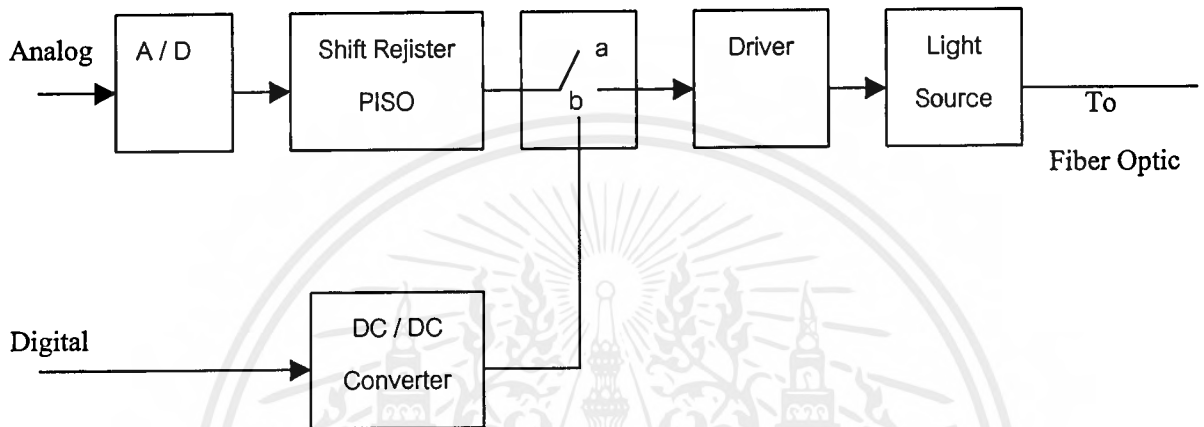 Analog
A / D
Shift Rejister
PISO
a
b
Driver
Light
Source
To
Fiber Optic
Digital
DC / DC
Converter